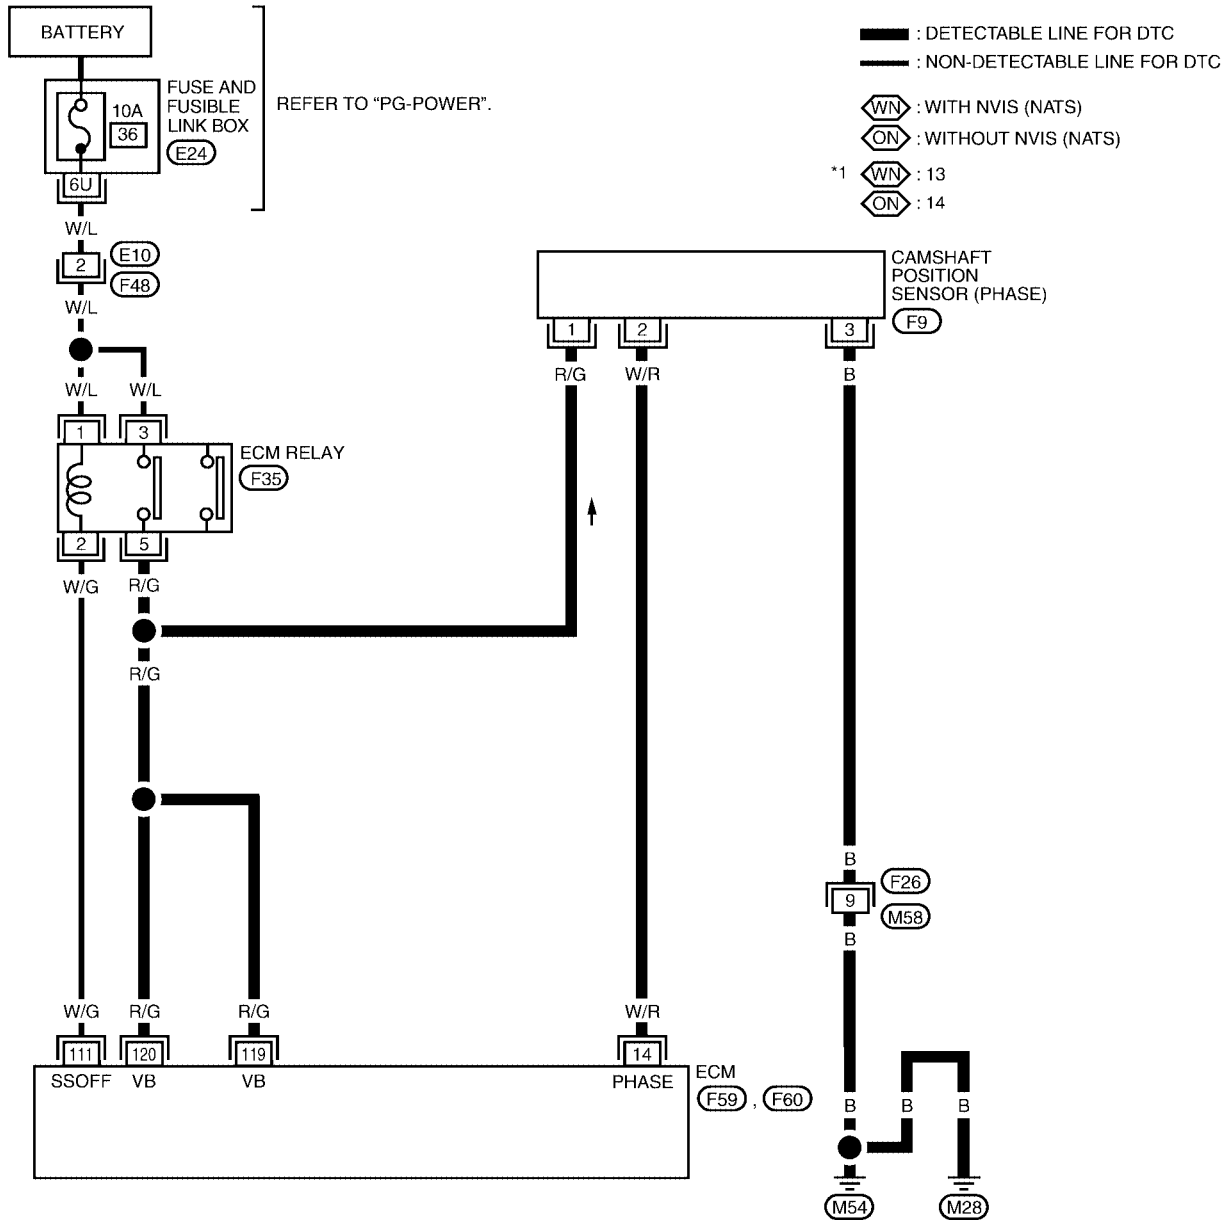 BATTERY
FUSE AND
FUSIBLE
LINK BOX
E24
10A
36
6U
REFER TO “PG-POWER”.
: DETECTABLE LINE FOR DTC
: NON-DETECTABLE LINE FOR DTC
WN : WITH NVIS (NATS)
ON : WITHOUT NVIS (NATS)
*1 WN : 13
ON : 14
W/L
2
E10
F48
W/L
W/L W/L
1 3
ECM RELAY
F35
2 5
W/G R/G
R/G
CAMSHAFT
POSITION
SENSOR (PHASE)
F9
1 2 3
R/G W/R B
B
9
F26
M58
B
W/G R/G R/G W/R
111 120 119 14
SSOFF VB VB PHASE
ECM
F59 , F60
B B B
M54 M28